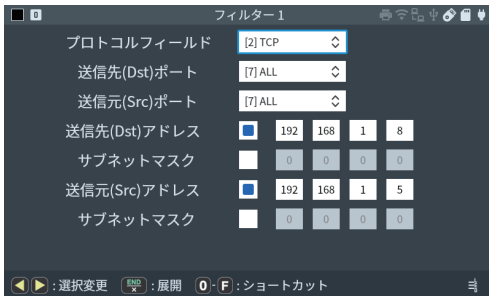 0 フィルター 1
プロトコルフィールド [2] TCP
送信先(Dst)ポート [7] ALL
送信元(Src)ポート [7] ALL
送信先(Dst)アドレス 192 168 1 8
サブネットマスク 0 0 0 0
送信元(Src)アドレス 192 168 1 5
サブネットマスク 0 0 0 0
:選択変更 END × :展開 0 - F :ショートカット